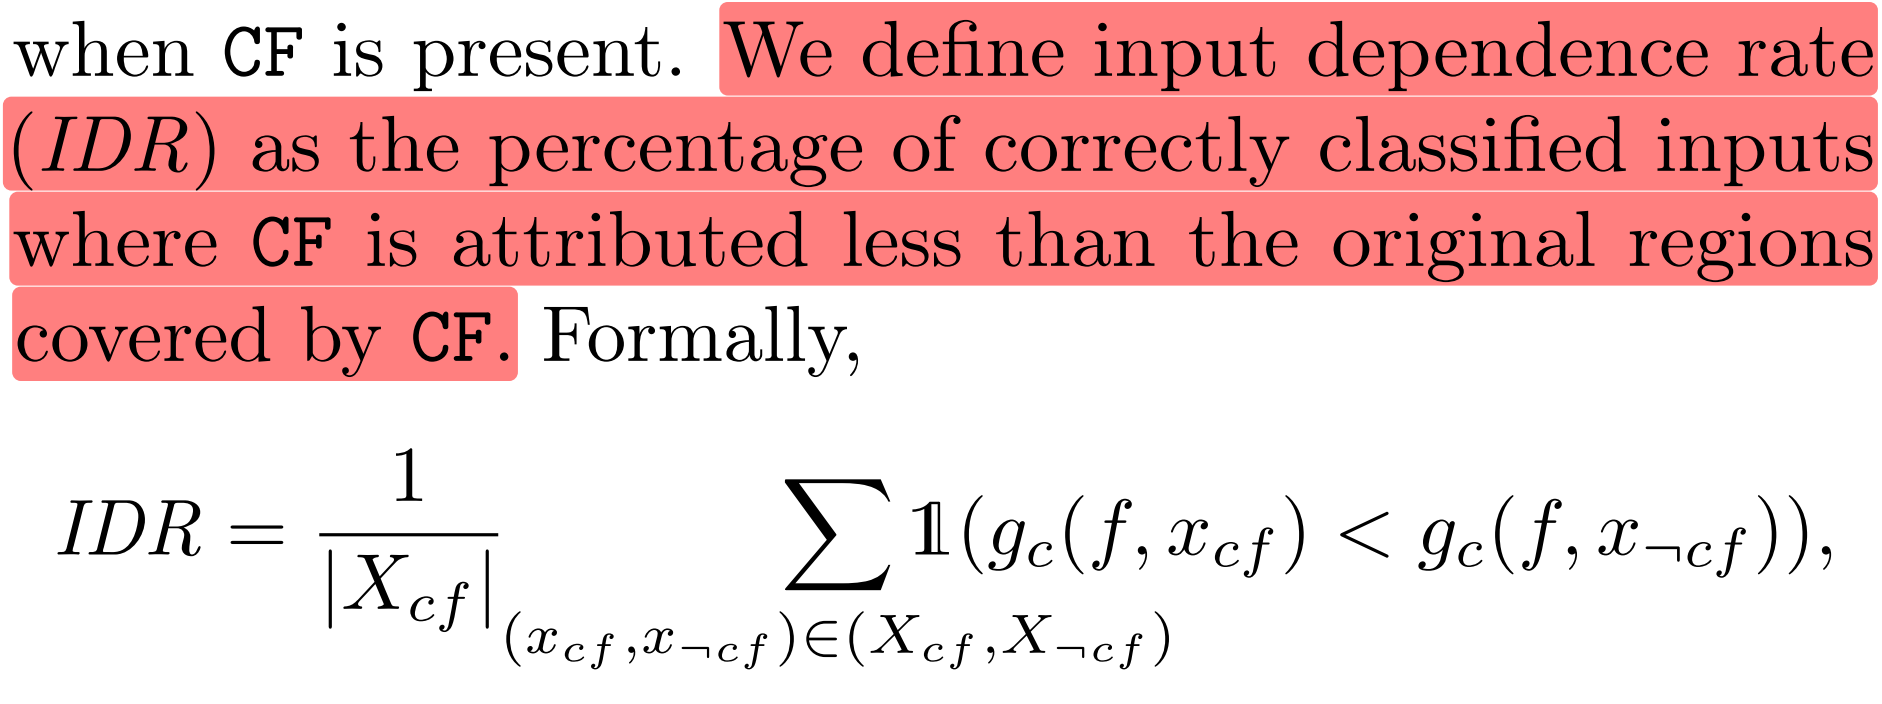 when CF is present. We define input dependence rate
(IDR) as the percentage of correctly classified inputs
where CF is attributed less than the original regions
covered by CF. Formally,
IDR = \frac{1}{|X_{cf}|} \sum_{(x_{cf},x_{\neg cf})\in(X_{cf},X_{\neg cf})} \mathbb{1}(g_c(f, x_{cf}) < g_c(f, x_{\neg cf})),